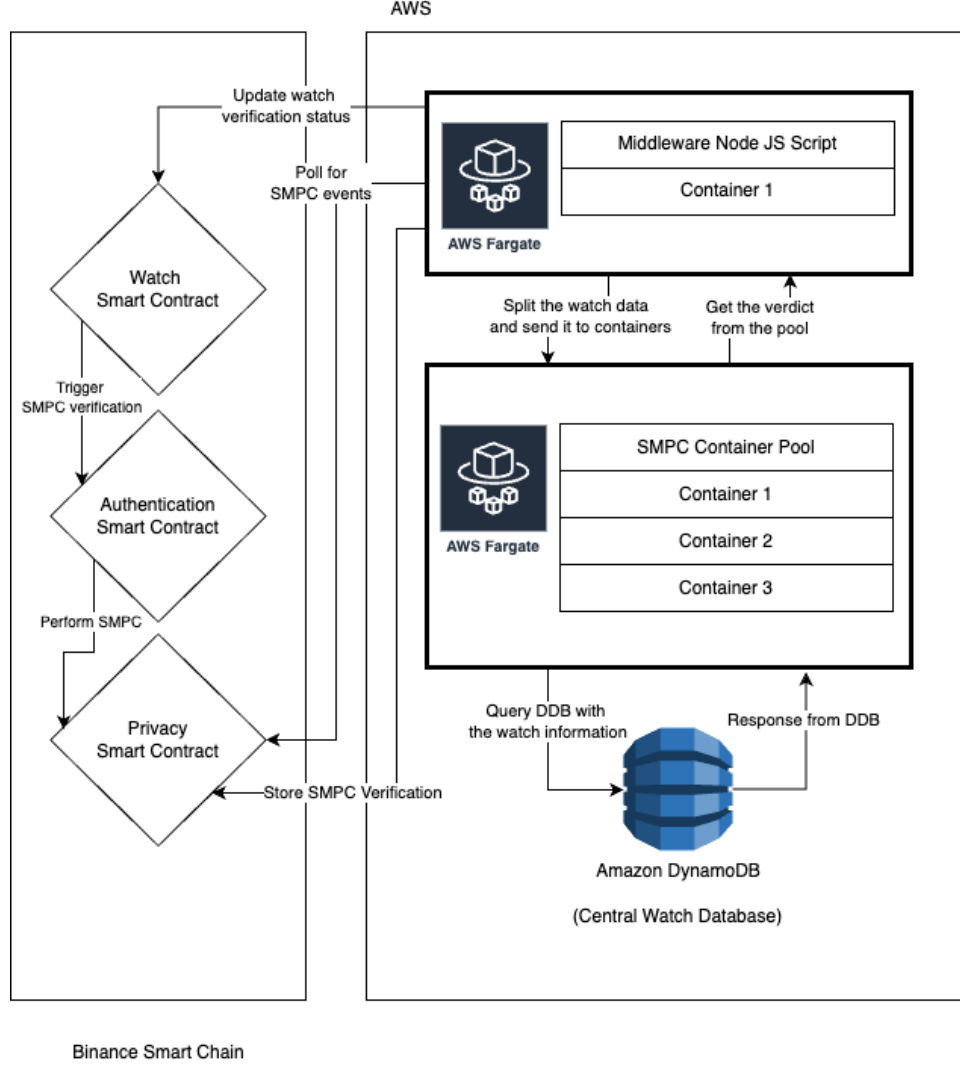 AWS
Update watch
verification status
Poll for
SMPC events
Middleware Node JS Script
Container 1
AWS Fargate
Watch
Smart Contract
Split the watch data
and send it to containers
Get the verdict
from the pool
Trigger
SMPC verification
Authentication
Smart Contract
SMPC Container Pool
Container 1
Container 2
Container 3
AWS Fargate
Perform SMPC
Privacy
Smart Contract
Query DDB with
the watch information
Response from DDB
Store SMPC Verification
Amazon DynamoDB
(Central Watch Database)
Binance Smart Chain